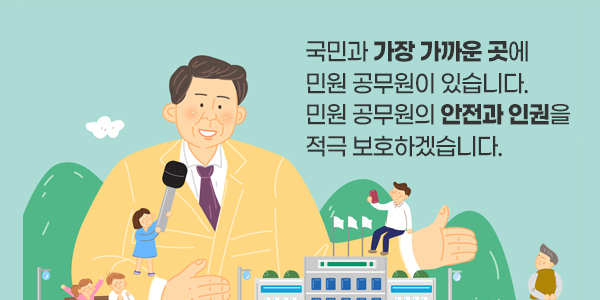 국민과 가장 가까운 곳에
민원 공무원이 있습니다.
민원 공무원의 안전과 인권을
적극 보호하겠습니다.